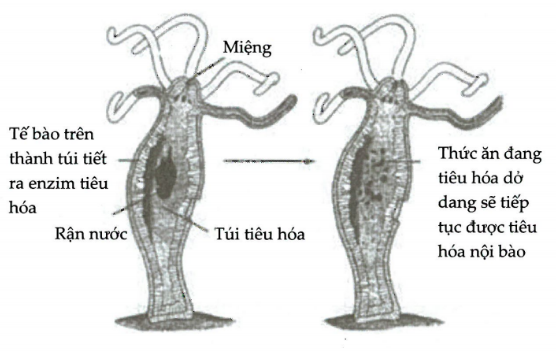 Miệng
Tế bào trên
thành túi tiết
ra enzim tiêu
hóa
Rận nước
Túi tiêu hóa
Thức ăn đang
tiêu hóa dở
dang sẽ tiếp
tục được tiêu
hóa nội bào